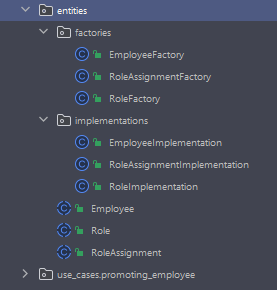 entities
factories
EmployeeFactory
RoleAssignmentFactory
RoleFactory
implementations
EmployeeImplementation
RoleAssignmentImplementation
RoleImplementation
Employee
Role
RoleAssignment
use_cases.promoting_employee